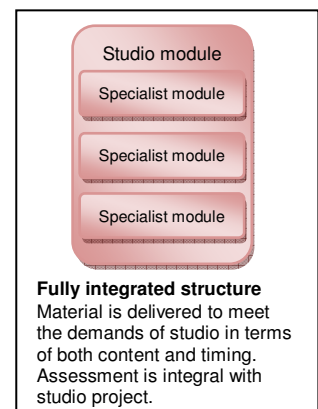 Studio module
Specialist module
Specialist module
Specialist module
Fully integrated structure
Material is delivered to meet
the demands of studio in terms
of both content and timing.
Assessment is integral with
studio project.